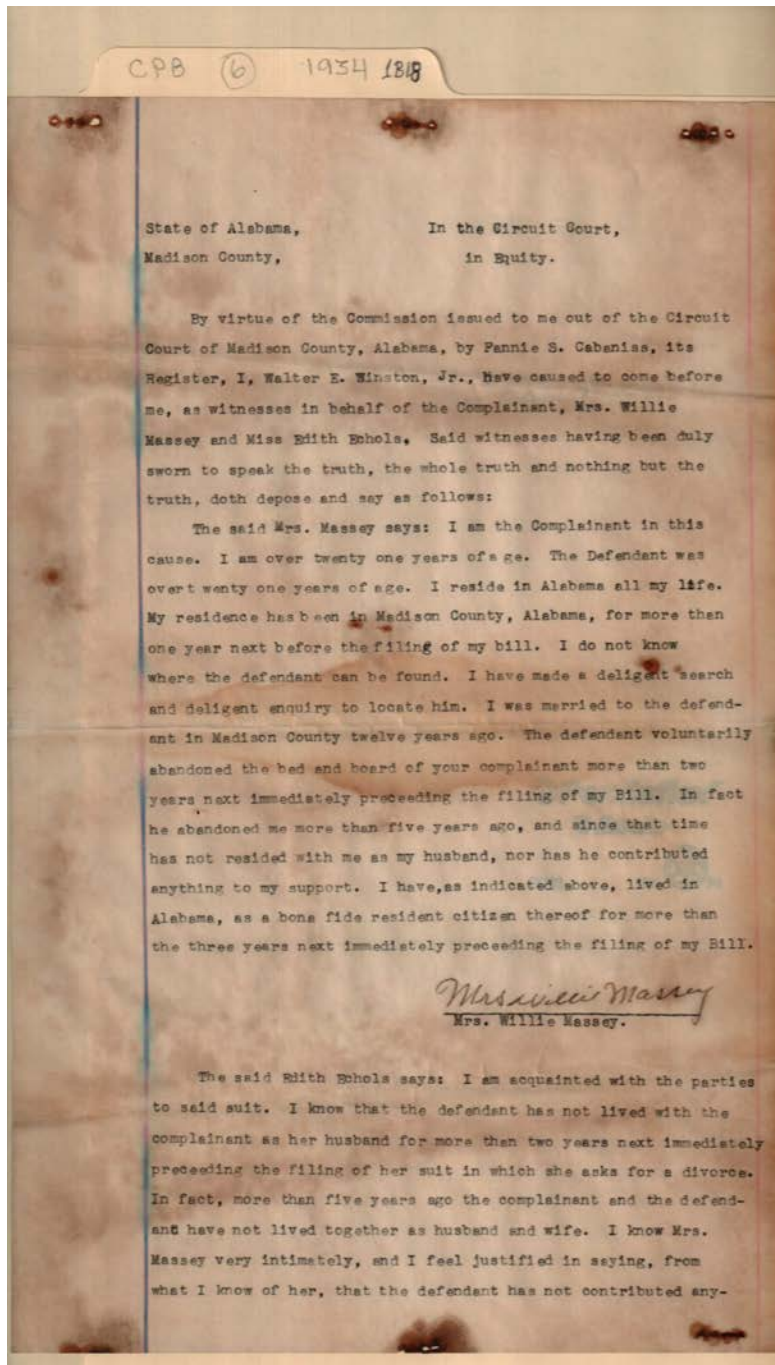 CPB 6 1934 1818
State of Alabama, In the Circuit Court,
Madison County, in Equity.
By virtue of the Commission issued to me out of the Circuit
Court of Madison County, Alabama, by Fannie S. Cabaniss, its
Register, I, Walter E. Winston, Jr., have caused to come before
me, as witnesses in behalf of the Complainant, Mrs. Willie
Massey and Miss Edith Echols. Said witnesses having been duly
sworn to speak the truth, the whole truth and nothing but the
truth, doth depose and say as follows:
The said Mrs. Massey says: I am the Complainant in this
cause. I am over twenty one years of a ge. The Defendant was
over t wenty one years of age. I reside in Alabama all my life.
My residence has been in Madison County, Alabama, for more than
one year next before the filing of my bill. I do not know
where the defendant can be found. I have made a deligent search
and deligent enquiry to locate him. I was married to the defend-
ant in Madison County twelve years ago. The defendant voluntarily
abandoned the bed and board of your complainant more than two
years next immediately preceeding the filing of my Bill. In fact
he abandoned me more than five years ago, and since that time
has not resided with me as my husband, nor has he contributed
anything to my support. I have,as indicated above, lived in
Alabama, as a bona fide resident citizen thereof for more than
the three years next immediately preceeding the filing of my Bill.
Mrs Willie Massey
Mrs. Willie Massey.
The said Edith Echols says: I am acquainted with the parties
to said suit. I know that the defendant has not lived with the
complainant as her husband for more than two years next immediately
preceeding the filing of her suit in which she asks for a divorce.
In fact, more than five years ago the complainant and the defend-
ant have not lived together as husband and wife. I know Mrs.
Massey very intimately, and I feel justified in saying, from
what I know of her, that the defendant has not contributed any-